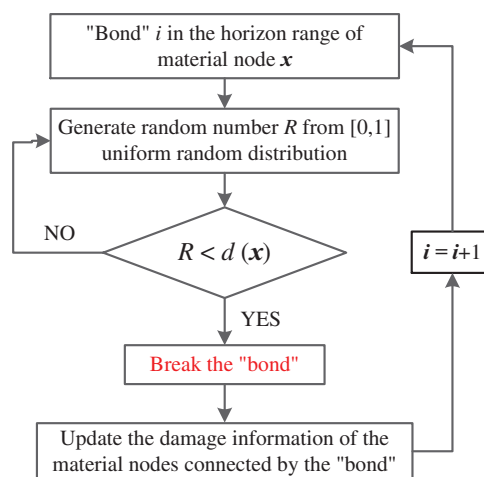 "Bond" i in the horizon range of
material node x
Generate random number R from [0,1]
uniform random distribution
NO
R < d (x)
i = i+1
YES
Break the "bond"
Update the damage information of the
material nodes connected by the "bond"